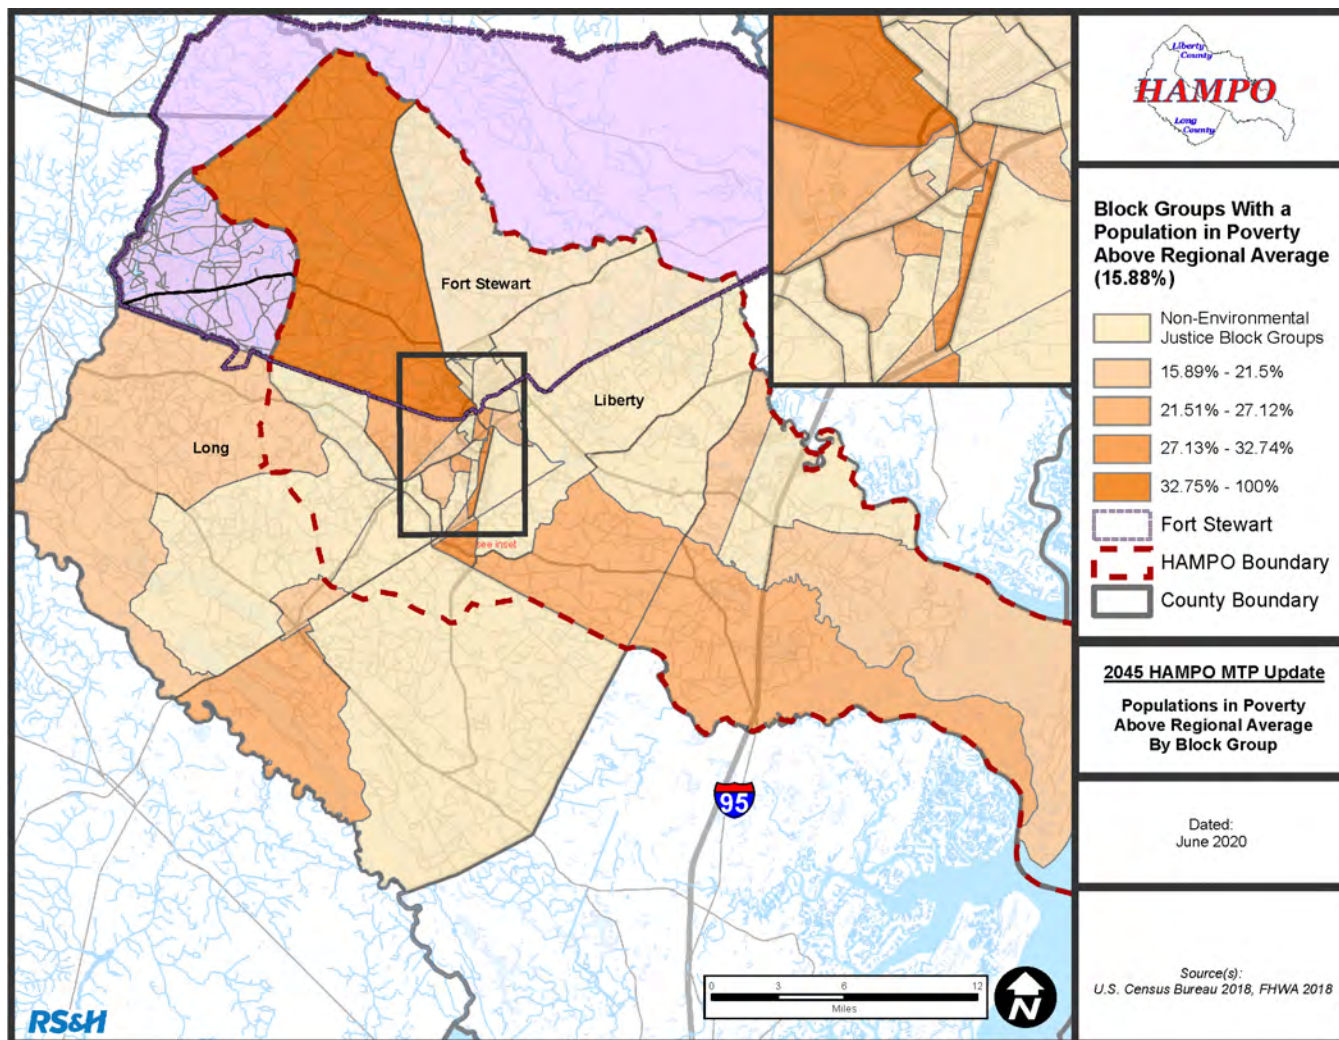 Fort Stewart
Liberty
Long
see inset
95
0 3 6 12
Miles
N
RS&H
Liberty
County
HAMPO
Long
County
Block Groups With a
Population in Poverty
Above Regional Average
(15.88%)
Non-Environmental
Justice Block Groups
15.89% - 21.5%
21.51% - 27.12%
27.13% - 32.74%
32.75% - 100%
Fort Stewart
HAMPO Boundary
County Boundary
2045 HAMPO MTP Update
Populations in Poverty
Above Regional Average
By Block Group
Dated:
June 2020
Source(s):
U.S. Census Bureau 2018, FHWA 2018